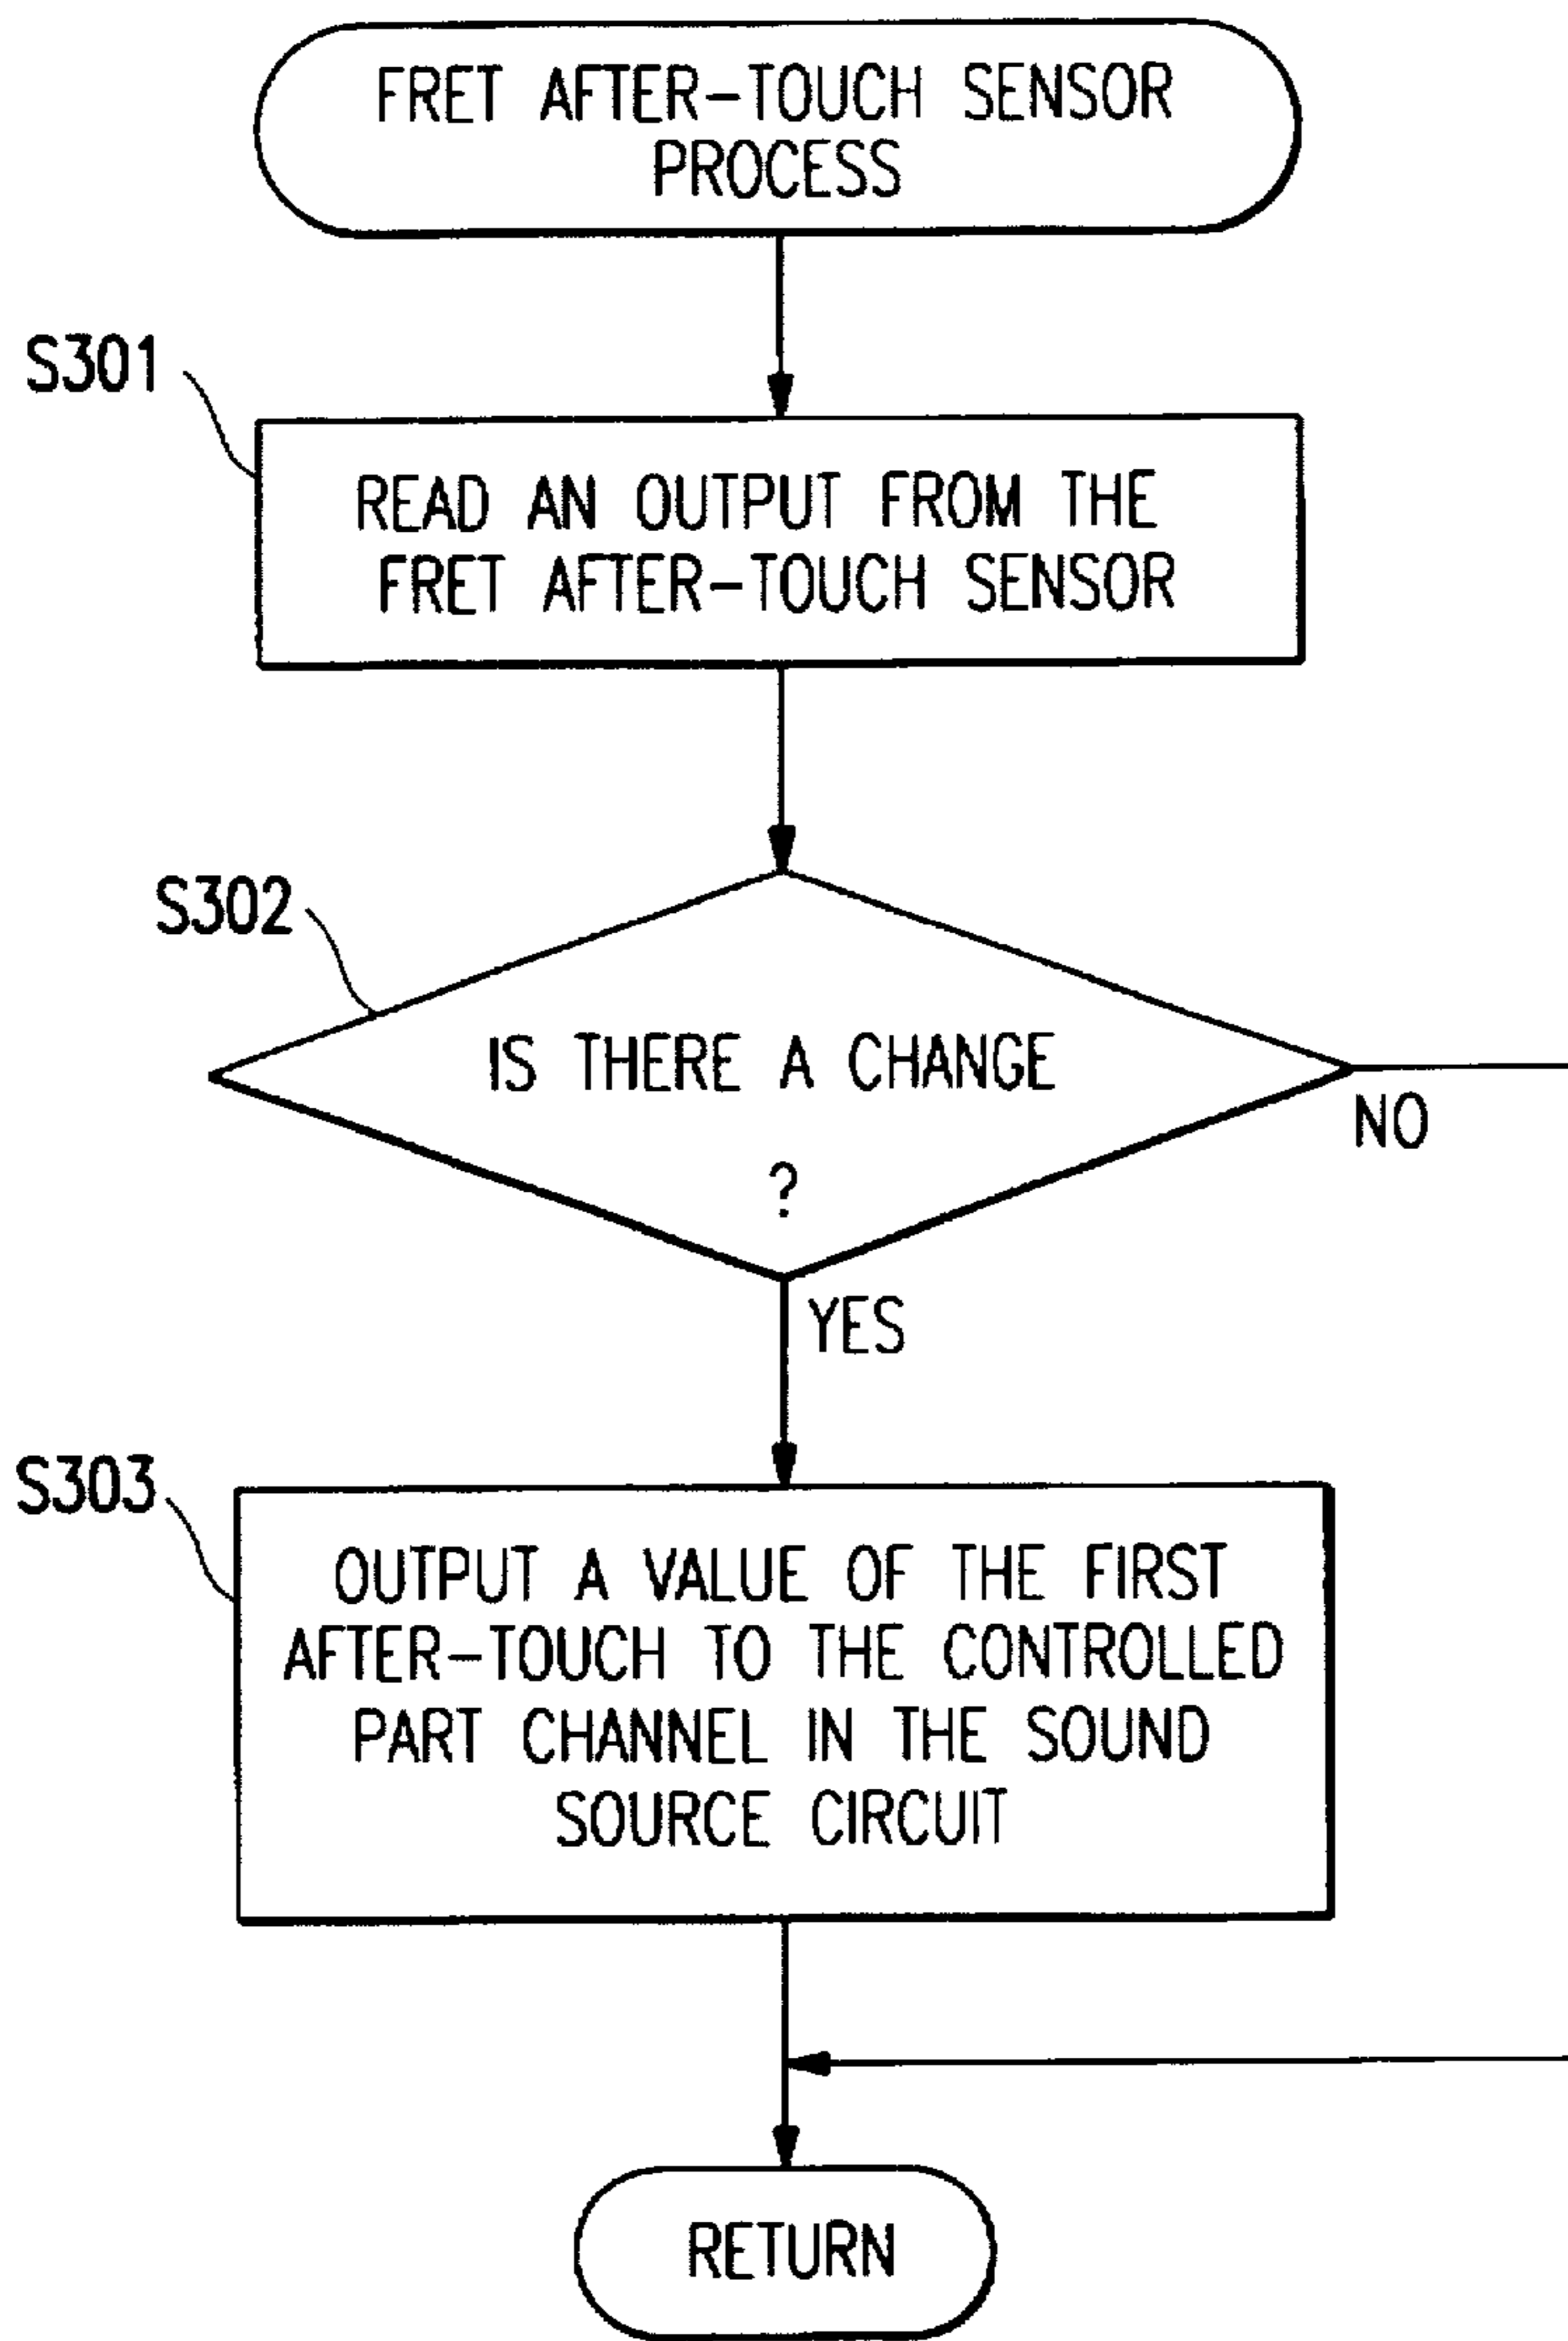 FRET AFTER-TOUCH SENSOR
PROCESS
S301
READ AN OUTPUT FROM THE
FRET AFTER-TOUCH SENSOR
S302
IS THERE A CHANGE
?
NO
YES
S303
OUTPUT A VALUE OF THE FIRST
AFTER-TOUCH TO THE CONTROLLED
PART CHANNEL IN THE SOUND
SOURCE CIRCUIT
RETURN